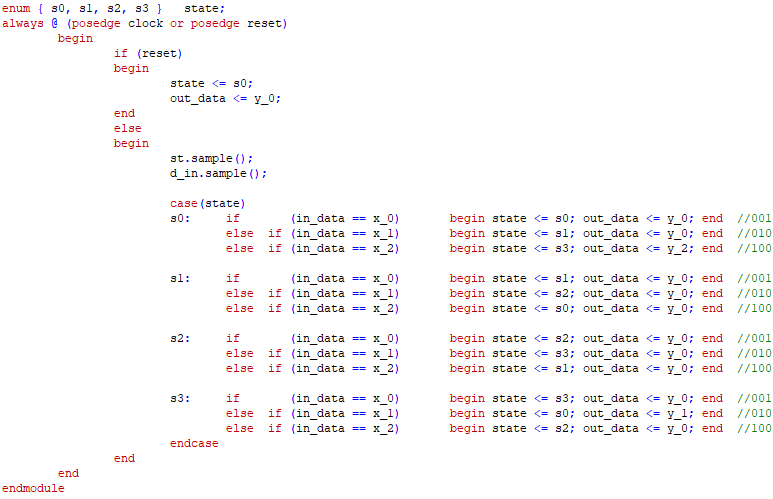 enum { s0, s1, s2, s3 }   state;
always @ (posedge clock or posedge reset)
        begin
                if (reset)
                begin
                        state <= s0;
                        out_data <= y_0;
                end
                else
                begin
                        st.sample();
                        d_in.sample();

                        case(state)
                        s0:     if       (in_data == x_0)       begin state <= s0; out_data <= y_0; end  //001
                                else  if (in_data == x_1)       begin state <= s1; out_data <= y_0; end  //010
                                else  if (in_data == x_2)       begin state <= s3; out_data <= y_2; end  //100

                        s1:     if       (in_data == x_0)       begin state <= s1; out_data <= y_0; end  //001
                                else  if (in_data == x_1)       begin state <= s2; out_data <= y_0; end  //010
                                else  if (in_data == x_2)       begin state <= s0; out_data <= y_0; end  //100

                        s2:     if       (in_data == x_0)       begin state <= s2; out_data <= y_0; end  //001
                                else  if (in_data == x_1)       begin state <= s3; out_data <= y_0; end  //010
                                else  if (in_data == x_2)       begin state <= s1; out_data <= y_0; end  //100

                        s3:     if       (in_data == x_0)       begin state <= s3; out_data <= y_0; end  //001
                                else  if (in_data == x_1)       begin state <= s0; out_data <= y_1; end  //010
                                else  if (in_data == x_2)       begin state <= s2; out_data <= y_0; end  //100
                        endcase
                end
        end
endmodule